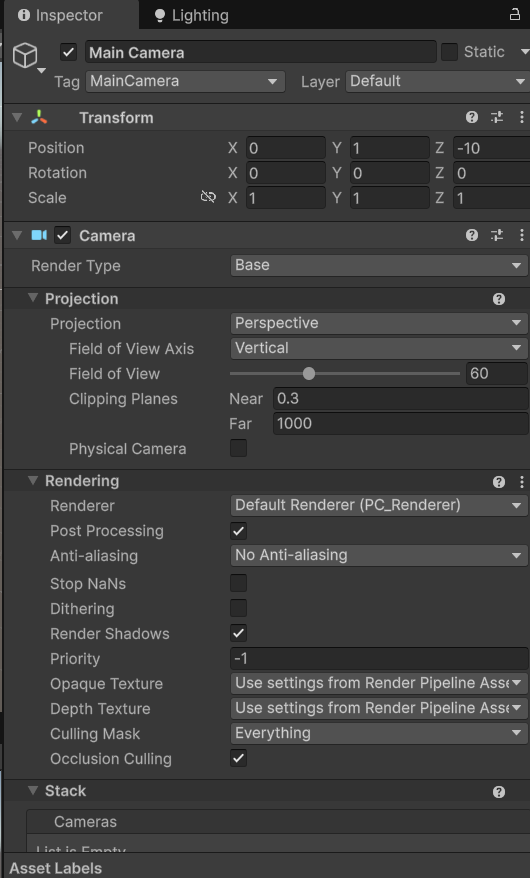 Inspector Lighting
Main Camera Static
Tag MainCamera Layer Default
Transform
Position X 0 Y 1 Z -10
Rotation X 0 Y 0 Z 0
Scale X 1 Y 1 Z 1
Camera
Render Type Base
Projection
Projection Perspective
Field of View Axis Vertical
Field of View 60
Clipping Planes Near 0.3
Far 1000
Physical Camera
Rendering
Renderer Default Renderer (PC_Renderer)
Post Processing
Anti-aliasing No Anti-aliasing
Stop NaNs
Dithering
Render Shadows
Priority -1
Opaque Texture Use settings from Render Pipeline Asse
Depth Texture Use settings from Render Pipeline Asse
Culling Mask Everything
Occlusion Culling
Stack
Cameras
List is Empty
Asset Labels